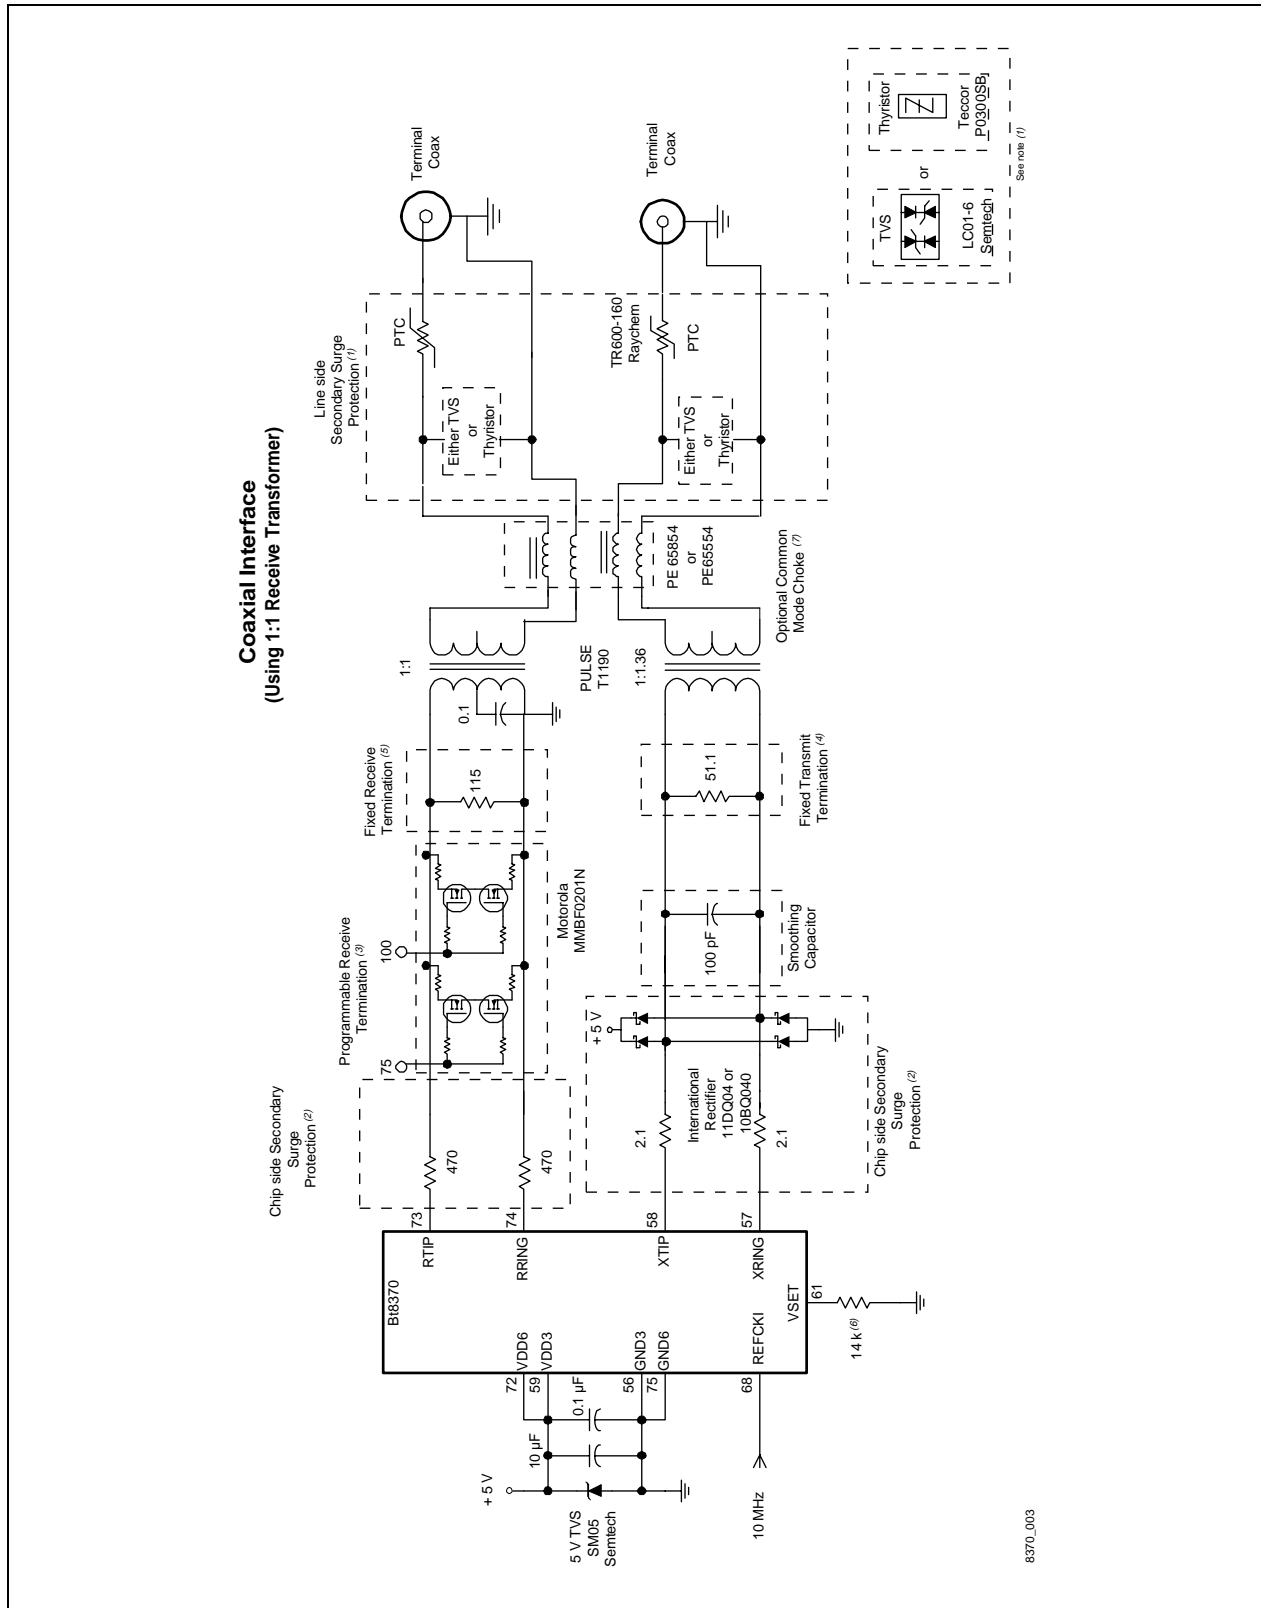 Coaxial Interface
(Using 1:1 Receive Transformer)
Chip side Secondary
Surge
Protection (2)
Programmable Receive
Termination (3)
Fixed Receive
Termination (5)
Line side
Secondary Surge
Protection (1)
Terminal
Coax
PTC
Either TVS
or
Thyristor
1:1
0.1
115
100
75
Motorola
MMBF0201N
470
470
73
RTIP
74
RRING
Bt8370
72
VDD6
59
VDD3
56
GND3
75
GND6
68
REFCKI
58
XTIP
57
XRING
61
VSET
14 k (6)
+ 5 V
10 µF
0.1 µF
5 V TVS
SM05
Semtech
10 MHz
2.1
2.1
+ 5 V
International
Rectifier
11DQ04 or
10BQ040
Chip side Secondary
Surge
Protection (2)
100 pF
Smoothing
Capacitor
51.1
Fixed Transmit
Termination (4)
PULSE
T1190
1:1.36
PE 65854
or
PE65554
Optional Common
Mode Choke (7)
TR600-160
Raychem
PTC
Either TVS
or
Thyristor
Terminal
Coax
TVS
LC01-6
Semtech
or
Thyristor
Teccor
P0300SB
See note (1)
8370_003